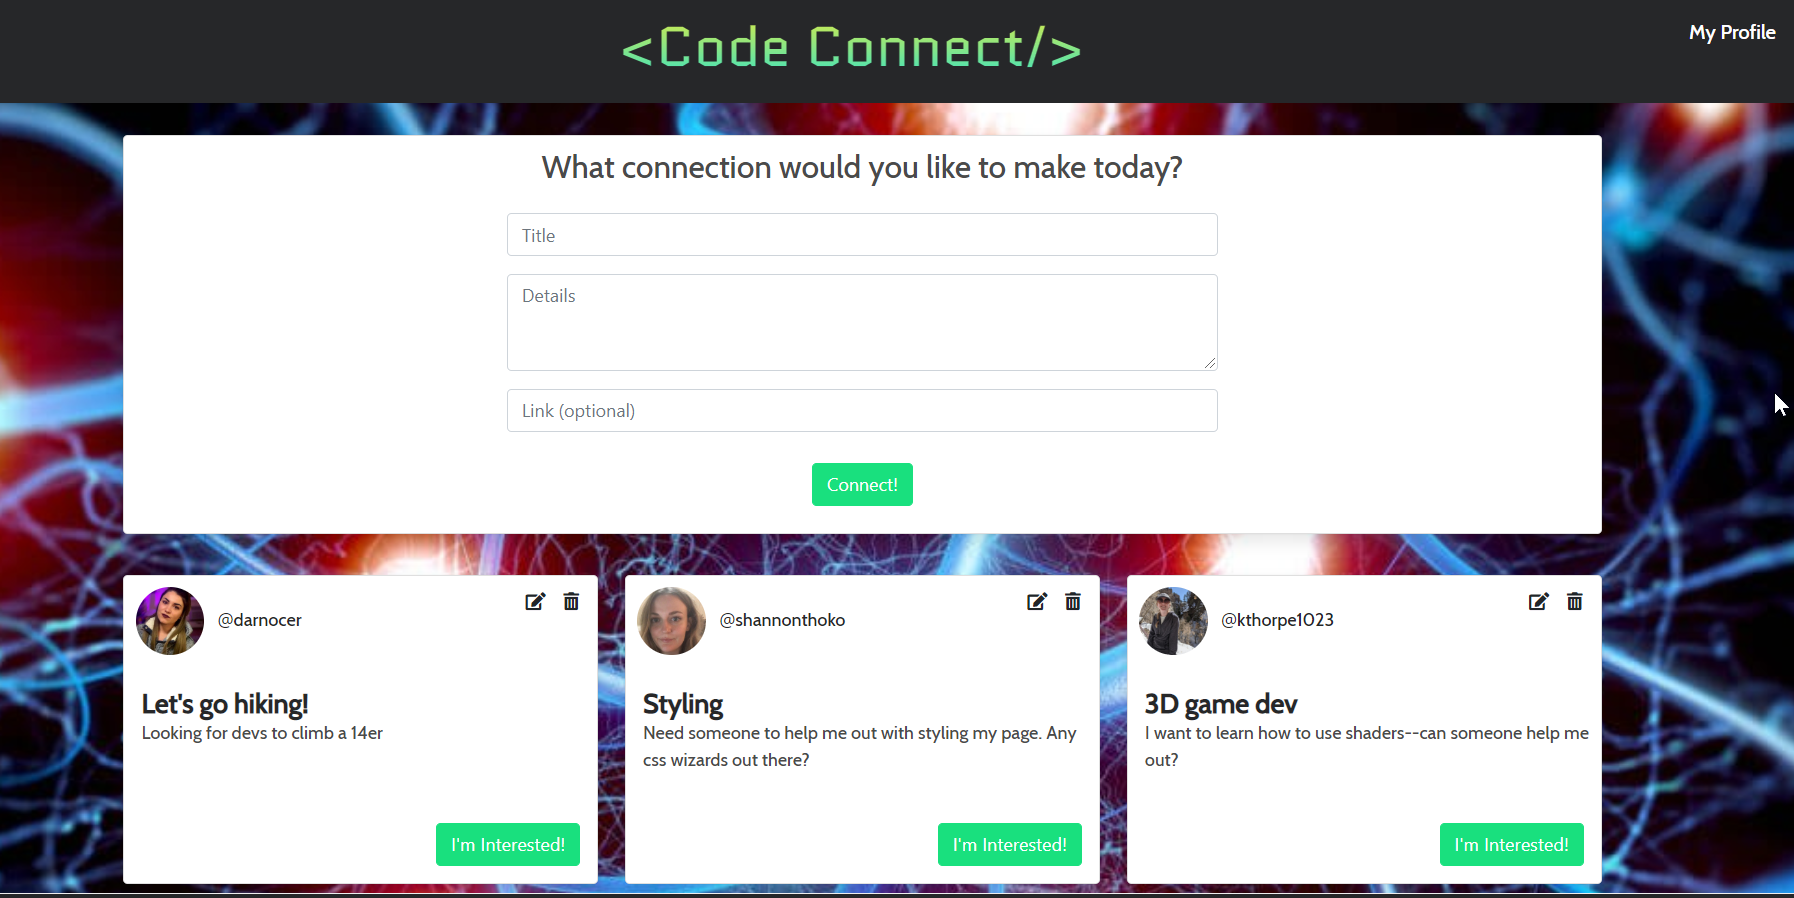 <Code Connect/>
My Profile
What connection would you like to make today?
Title
Details
Link (optional)
Connect!
@darnocer
Let's go hiking!
Looking for devs to climb a 14er
I'm Interested!
@shannonthoko
Styling
Need someone to help me out with styling my page. Any
css wizards out there?
I'm Interested!
@kthorpe1023
3D game dev
I want to learn how to use shaders--can someone help me
out?
I'm Interested!